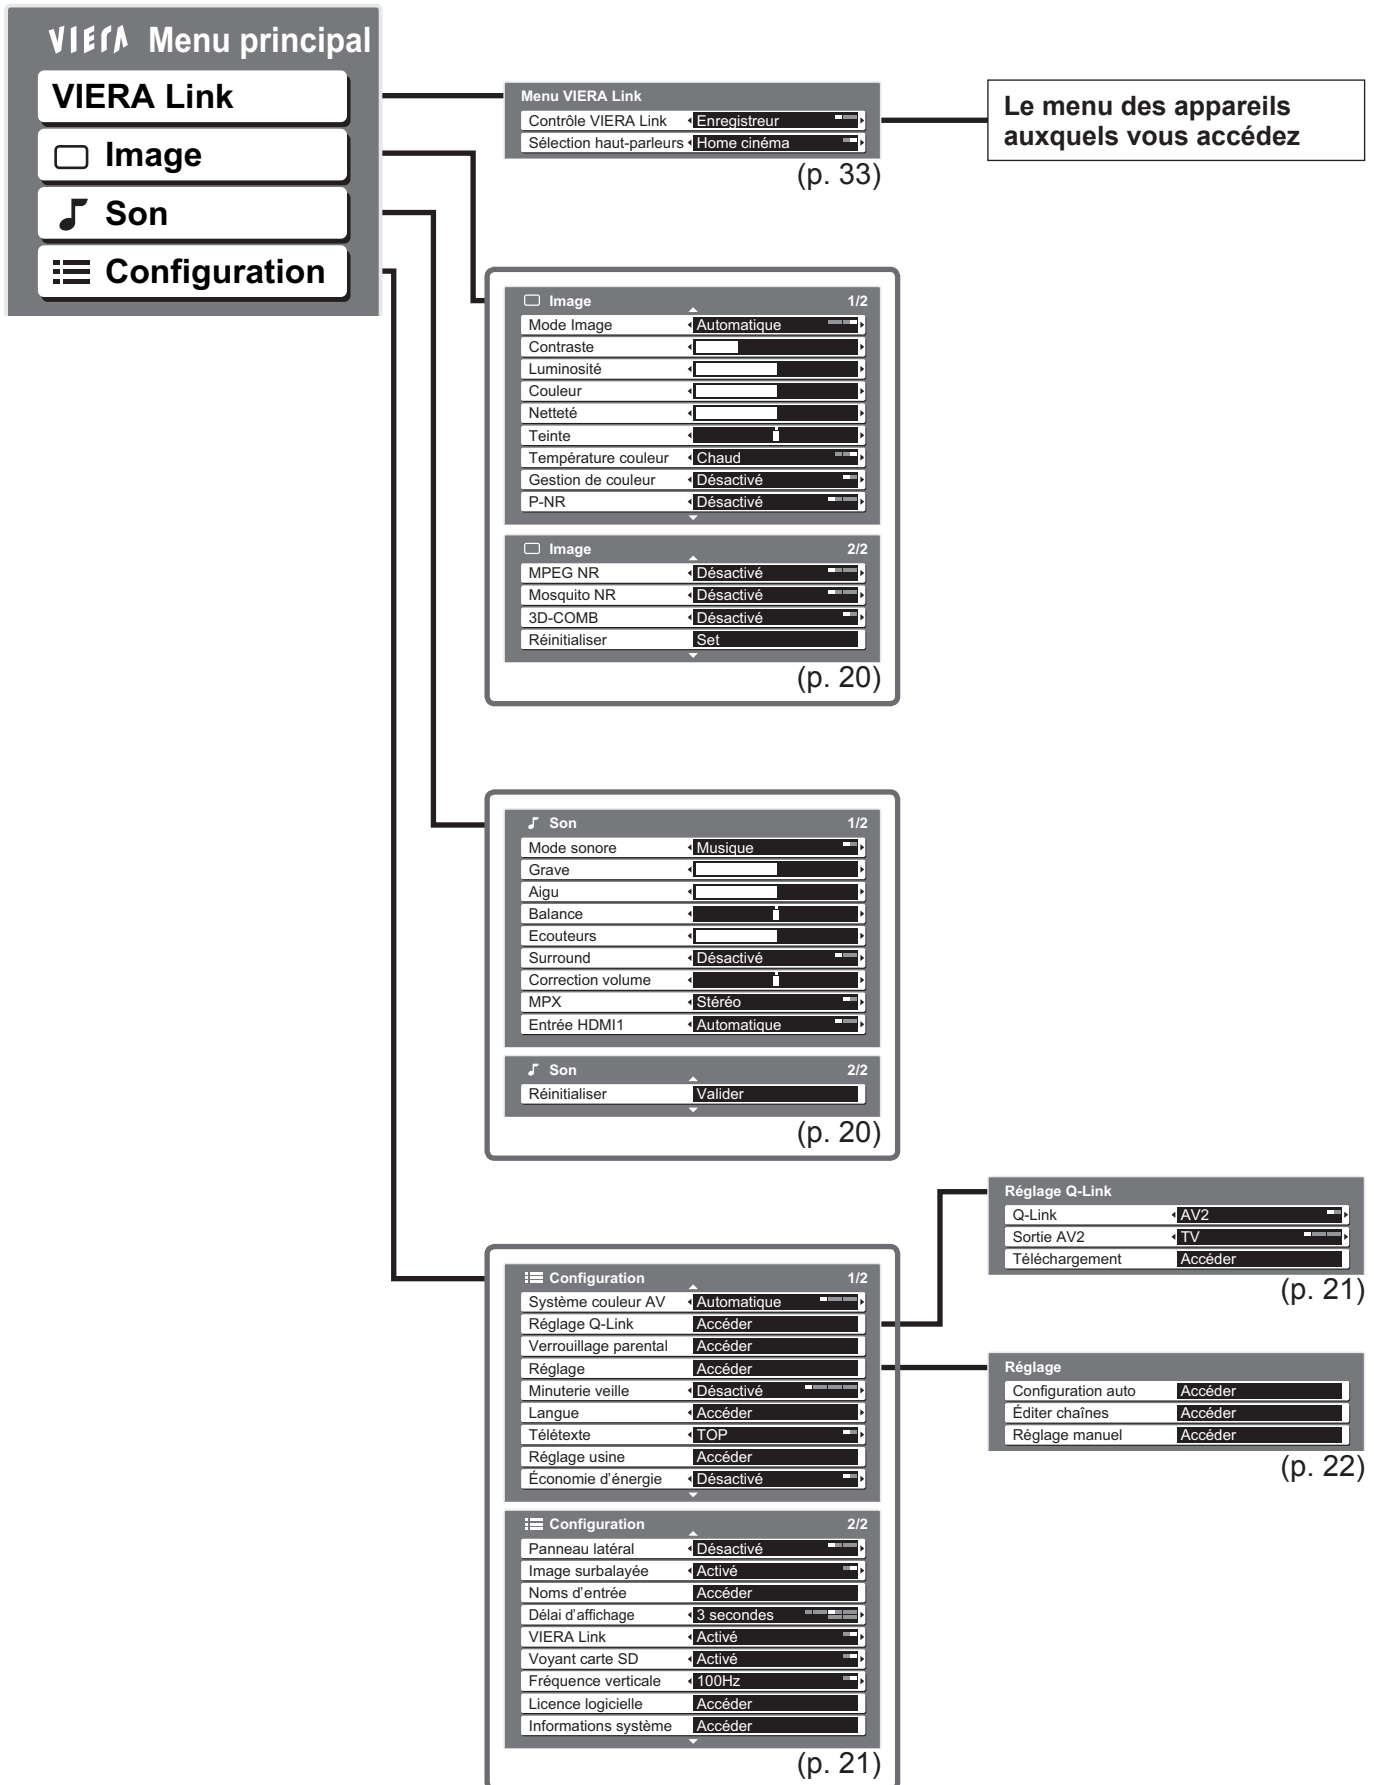 VIERA Menu principal
VIERA Link
Image
Son
Configuration
Menu VIERA Link
Contrôle VIERA Link Enregistreur
Sélection haut-parleurs Home cinéma
(p. 33)
Le menu des appareils
auxquels vous accédez
Image 1/2
Mode Image Automatique
Contraste
Luminosité
Couleur
Netteté
Teinte
Température couleur Chaud
Gestion de couleur Désactivé
P-NR Désactivé
Image 2/2
MPEG NR Désactivé
Mosquito NR Désactivé
3D-COMB Désactivé
Réinitialiser Set
(p. 20)
Son 1/2
Mode sonore Musique
Grave
Aigu
Balance
Ecouteurs
Surround Désactivé
Correction volume
MPX Stéréo
Entrée HDMI1 Automatique
Son 2/2
Réinitialiser Valider
(p. 20)
Configuration 1/2
Système couleur AV Automatique
Réglage Q-Link Accéder
Verrouillage parental Accéder
Réglage Accéder
Minuterie veille Désactivé
Langue Accéder
Télétexte TOP
Réglage usine Accéder
Économie d'énergie Désactivé
Configuration 2/2
Panneau latéral Désactivé
Image surbalayée Activé
Noms d'entrée Accéder
Délai d'affichage 3 secondes
VIERA Link Activé
Voyant carte SD Activé
Fréquence verticale 100Hz
Licence logicielle Accéder
Informations système Accéder
(p. 21)
Réglage Q-Link
Q-Link AV2
Sortie AV2 TV
Téléchargement Accéder
(p. 21)
Réglage
Configuration auto Accéder
Éditer chaînes Accéder
Réglage manuel Accéder
(p. 22)